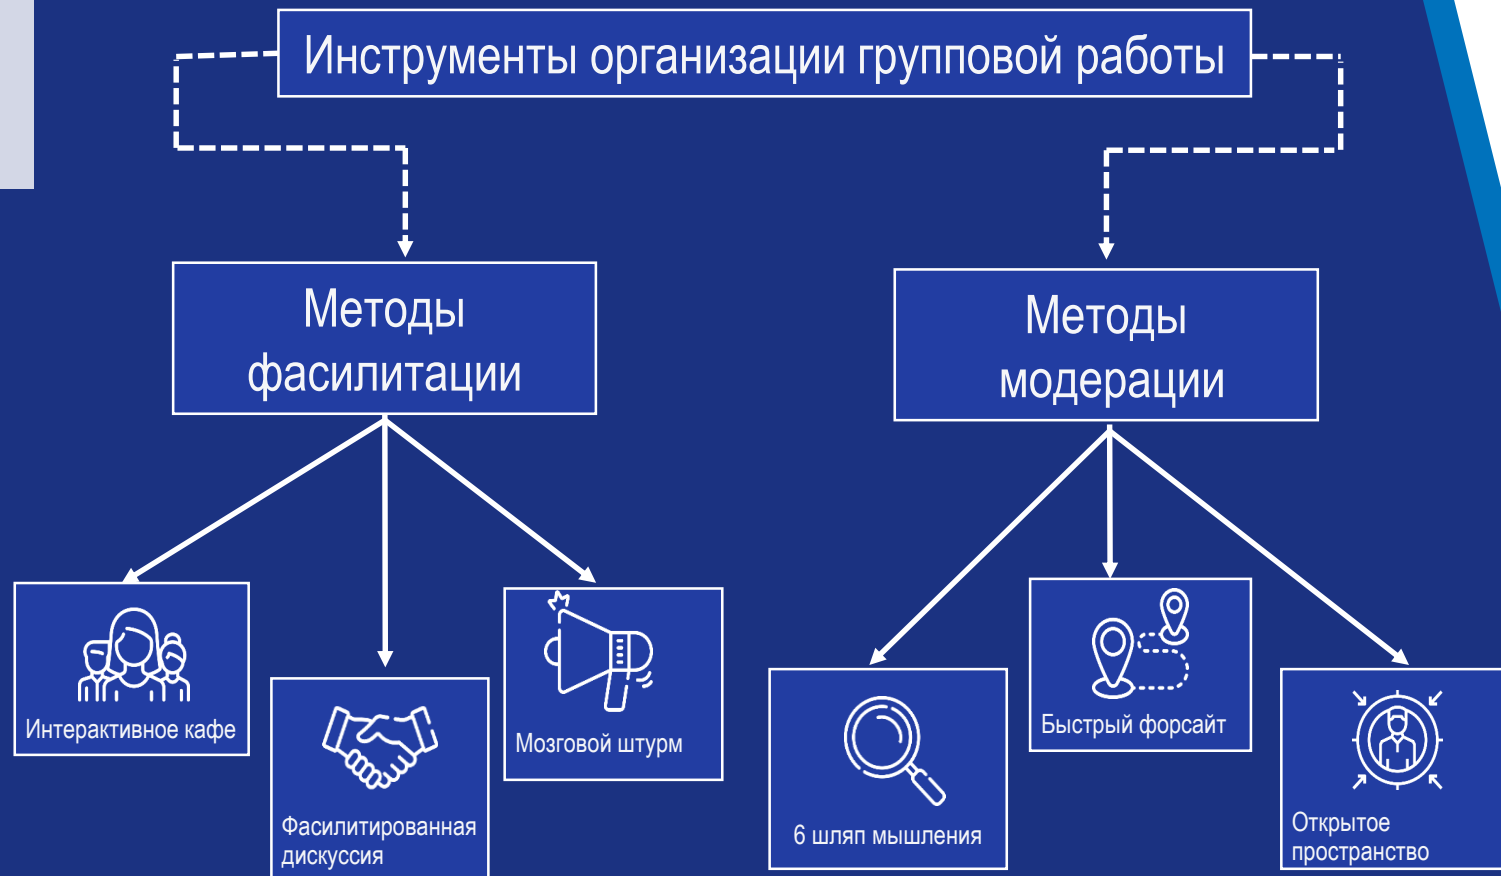 Инструменты организации групповой работы
Методы
фасилитации
Методы
модерации
Интерактивное кафе
Фасилитированная
дискуссия
Мозговой штурм
6 шляп мышления
Быстрый форсайт
Открытое
пространство